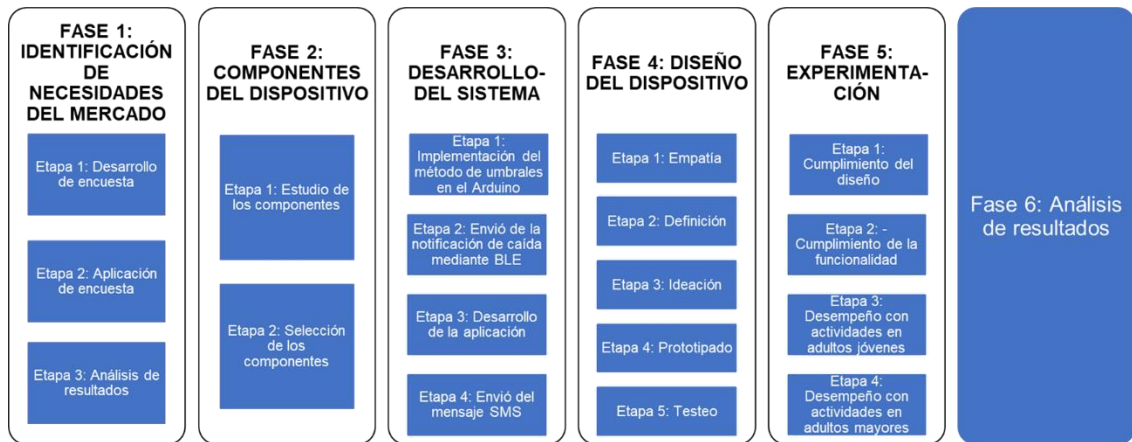 FASE 1:
IDENTIFICACIÓN
DE
NECESIDADES
DEL MERCADO
Etapa 1: Desarrollo
de encuesta
Etapa 2: Aplicación
de encuesta
Etapa 3: Análisis de
resultados
FASE 2:
COMPONENTES
DEL DISPOSITIVO
Etapa 1: Estudio de
los componentes
Etapa 2: Selección
de los
componentes
FASE 3:
DESARROLLO-
DEL SISTEMA
Etapa 1:
Implementación del
método de umbrales
en el Arduino
Etapa 2: Envió de la
notificación de caída
mediante BLE
Etapa 3: Desarrollo
de la aplicación
Etapa 4: Envió del
mensaje SMS
FASE 4: DISEÑO
DEL DISPOSITIVO
Etapa 1: Empatía
Etapa 2: Definición
Etapa 3: Ideación
Etapa 4: Prototipado
Etapa 5: Testeo
FASE 5:
EXPERIMENTA-
CIÓN
Etapa 1:
Cumplimiento del
diseño
Etapa 2: -
Cumplimiento de la
funcionalidad
Etapa 3:
Desempeño con
actividades en
adultos jóvenes
Etapa 4:
Desempeño con
actividades en
adultos mayores
Fase 6: Análisis
de resultados